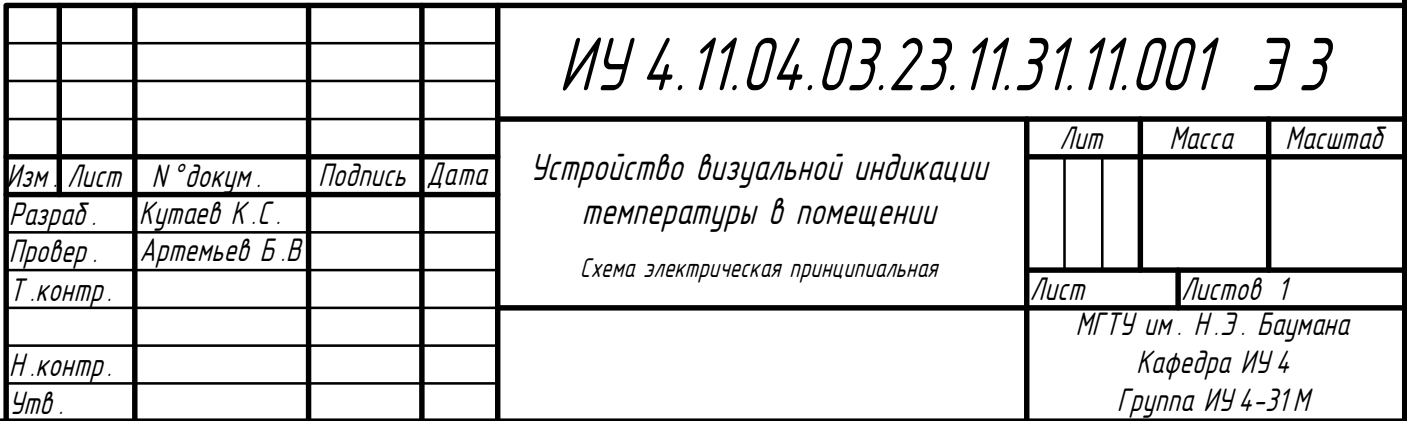 ИУ 4.11.04.03.23.11.31.11.001 Э 3
Изм. Лист N°докум. Подпись Дата
Разраб. Кутаев К.С.
Провер. Артемьев Б.В
Т.контр.
Н.контр.
Утв.
Устройство визуальной индикации
температуры в помещении
Схема электрическая принципиальная
Лит Масса Масштаб
Лист Листов 1
МГТУ им. Н.Э. Баумана
Кафедра ИУ 4
Группа ИУ 4-31М